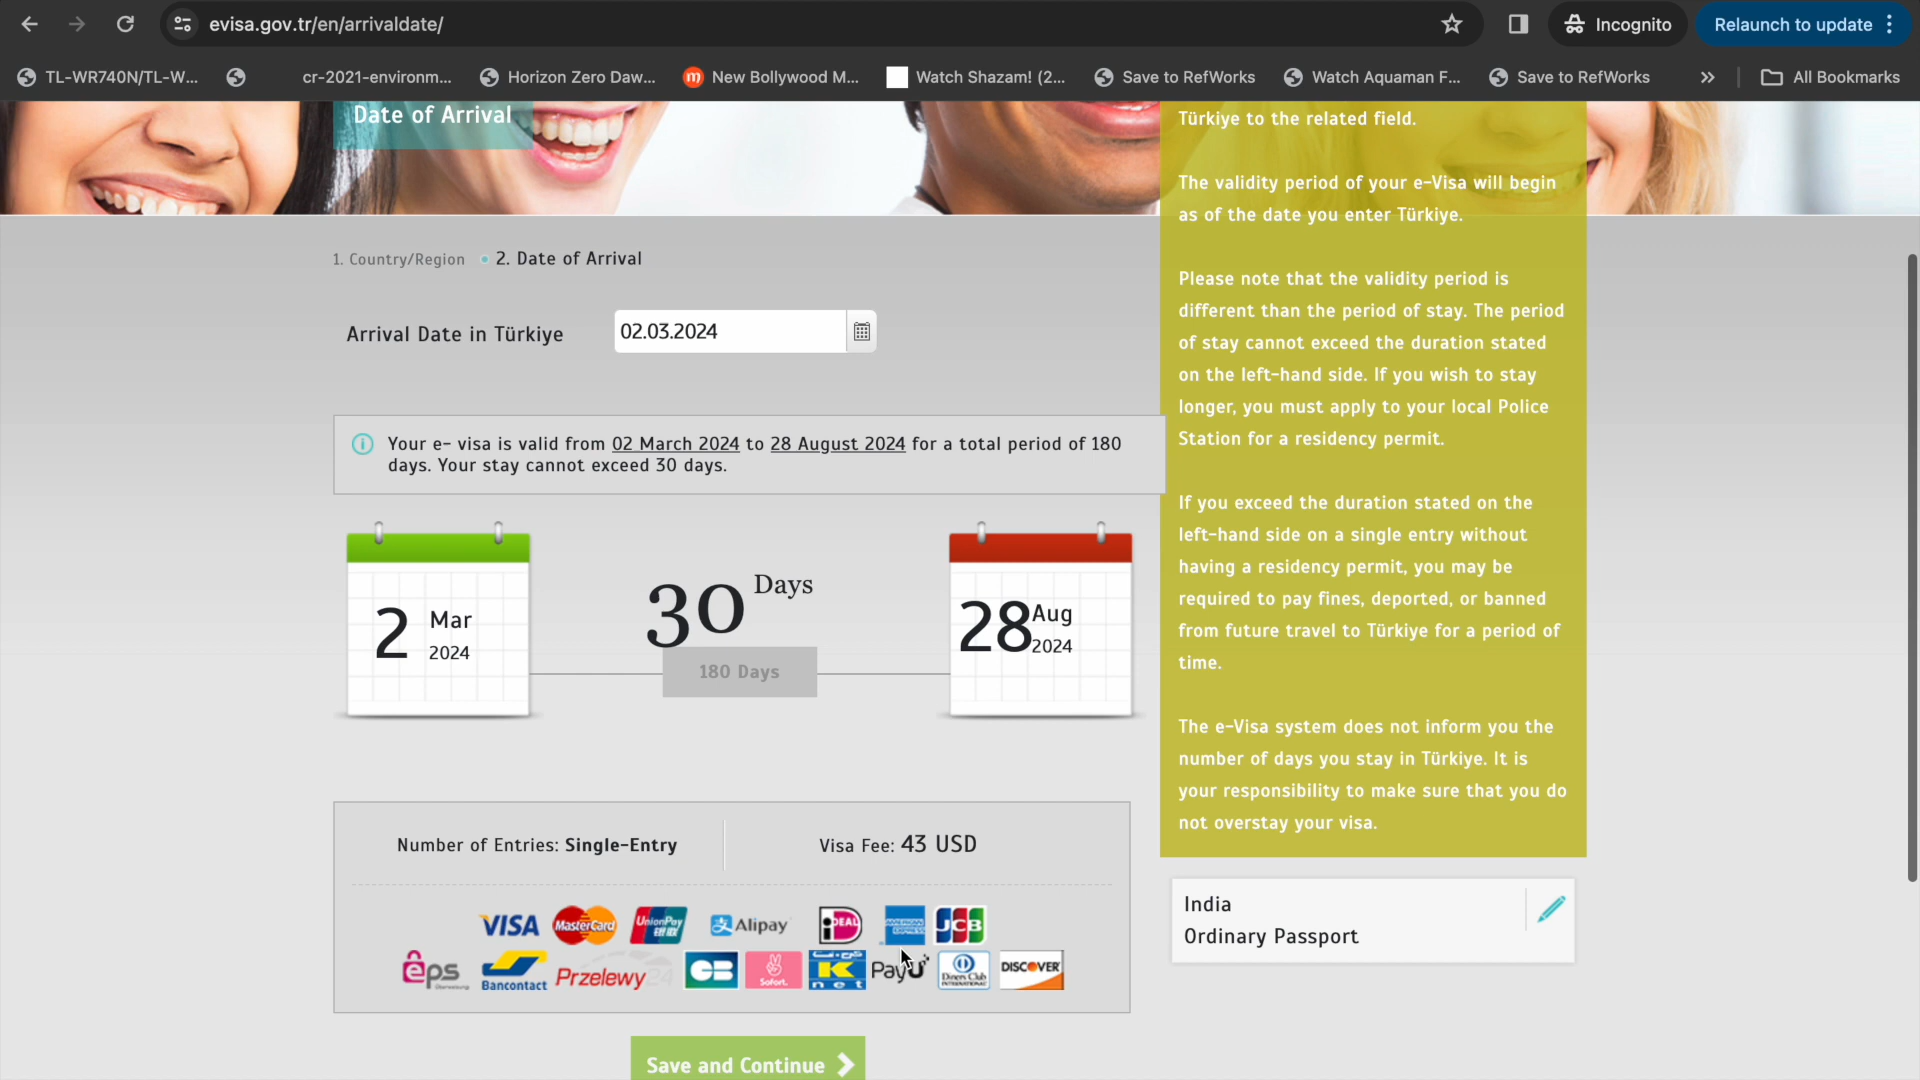 evisa.gov.tr/en/arrivaldate/
Incognito
Relaunch to update
TL-WR740N/TL-W...
cr-2021-environm...
Horizon Zero Daw...
m
New Bollywood M...
Watch Shazam! (2...
Save to RefWorks
Watch Aquaman F...
Save to RefWorks
All Bookmarks
Date of Arrival
1. Country/Region
2. Date of Arrival
Arrival Date in Türkiye
02.03.2024
Your e- visa is valid from 02 March 2024 to 28 August 2024 for a total period of 180
days. Your stay cannot exceed 30 days.
2 Mar
2024
30 Days
180 Days
28 Aug
2024
Number of Entries: Single-Entry
Visa Fee: 43 USD
VISA
MasterCard
UnionPay
Alipay
iDEAL
AMERICAN EXPRESS
JCB
eps
Bancontact
Przelewy24
CB
Sofort.
K net
PayU
Diners Club
INTERNATIONAL
DISCOVER
Save and Continue
Türkiye to the related field.
The validity period of your e-Visa will begin
as of the date you enter Türkiye.
Please note that the validity period is
different than the period of stay. The period
of stay cannot exceed the duration stated
on the left-hand side. If you wish to stay
longer, you must apply to your local Police
Station for a residency permit.
If you exceed the duration stated on the
left-hand side on a single entry without
having a residency permit, you may be
required to pay fines, deported, or banned
from future travel to Türkiye for a period of
time.
The e-Visa system does not inform you the
number of days you stay in Türkiye. It is
your responsibility to make sure that you do
not overstay your visa.
India
Ordinary Passport